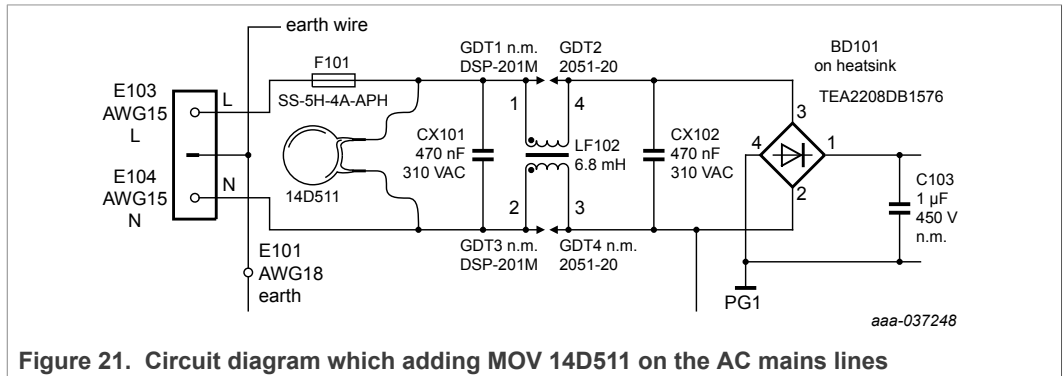 earth wire
E103
AWG15
L
L
F101
SS-5H-4A-APH
E104
AWG15
N
N
14D511
E101
AWG18
earth
GDT1 n.m.
DSP-201M
GDT2
2051-20
1
4
CX101
470 nF
310 VAC
LF102
6.8 mH
2
3
GDT3 n.m.
DSP-201M
GDT4 n.m.
2051-20
CX102
470 nF
310 VAC
BD101
on heatsink
TEA2208DB1576
3
4
1
2
C103
1 µF
450 V
n.m.
PG1
aaa-037248
Figure 21. Circuit diagram which adding MOV 14D511 on the AC mains lines